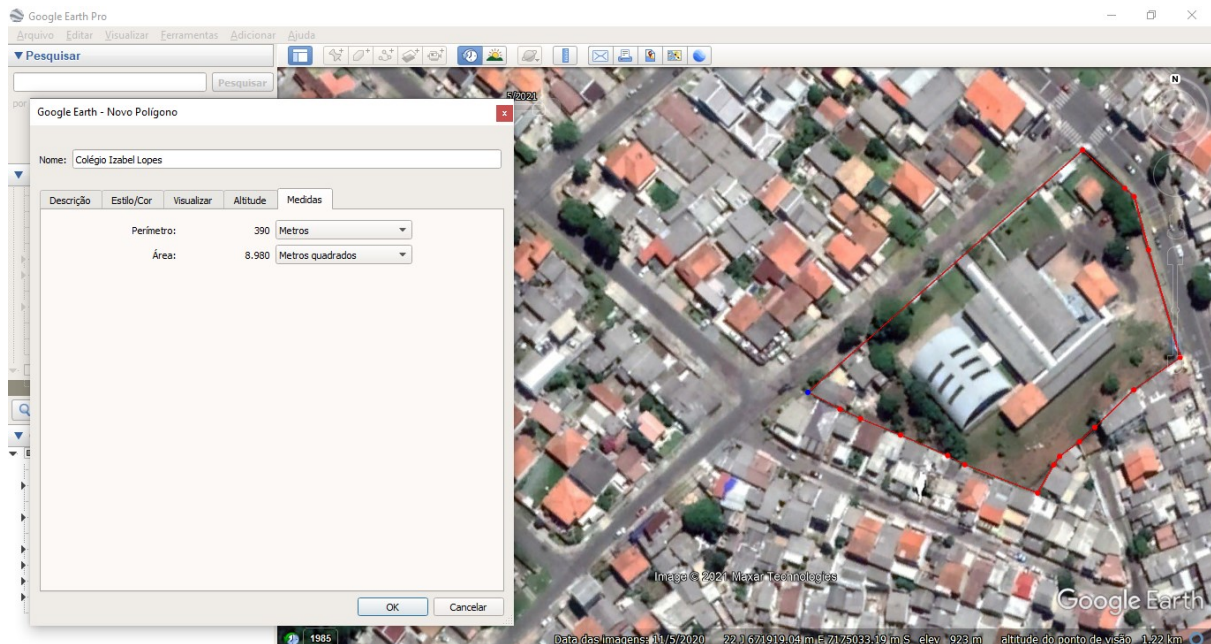 Google Earth Pro
Arquivo Editar Visualizar Ferramentas Adicionar Ajuda
Pesquisar
Pesquisar
por
5/2021
N
Google Earth - Novo Polígono
Nome: Colégio Izabel Lopes
Descrição Estilo/Cor Visualizar Altitude Medidas
Perímetro: 390 Metros
Área: 8.980 Metros quadrados
OK Cancelar
Image © 2021 Maxar Technologies
Google Earth
1985
Data das imagens: 11/5/2020 22 J 671919.04 m E 7175033.19 m S elev 923 m altitude do ponto de visão 1.22 km